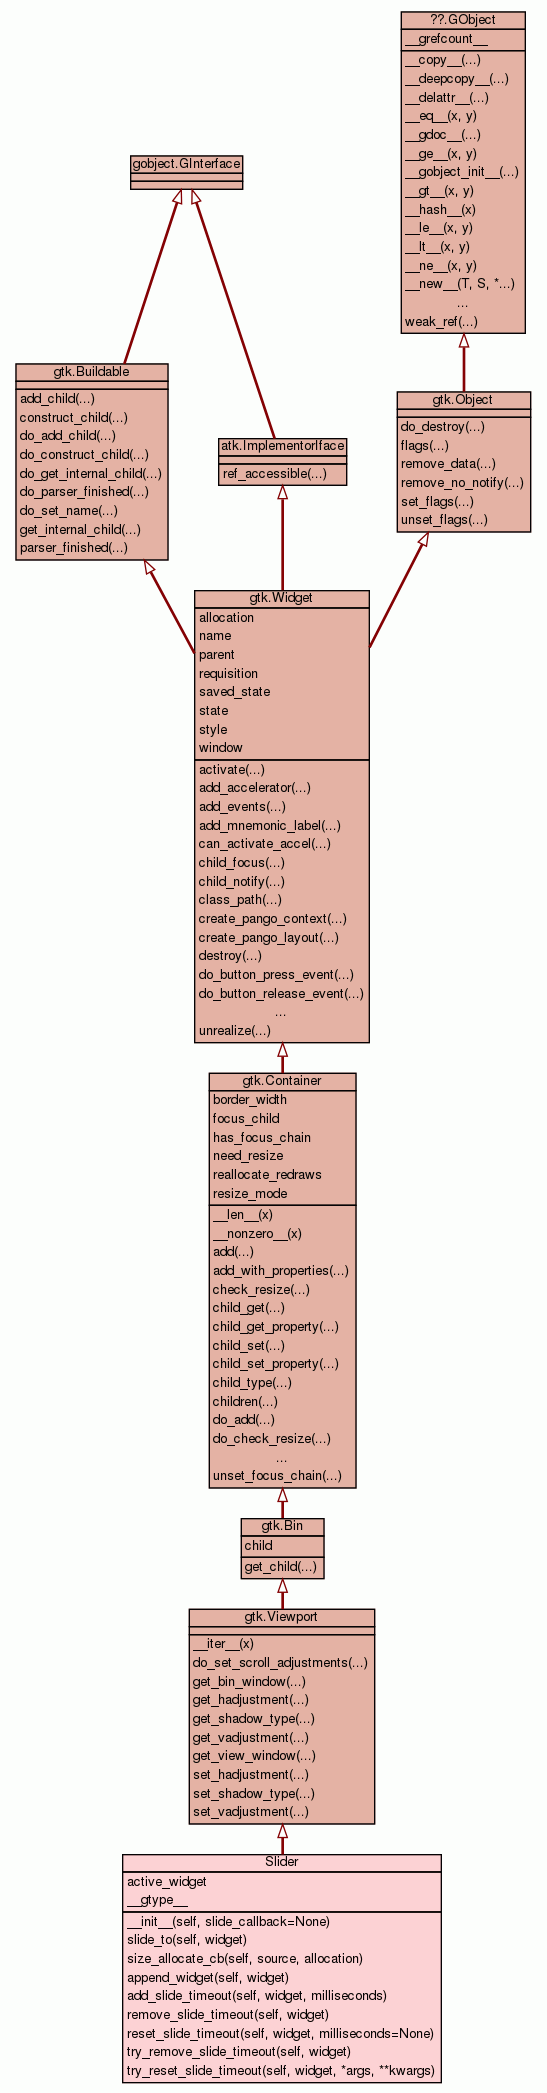 ??.GObject
__grefcount__
__copy__(...)
__deepcopy__(...)
__delattr__(...)
__eq__(x, y)
__gdoc__(...)
__ge__(x, y)
__gobject_init__(...)
__gt__(x, y)
__hash__(x)
__le__(x, y)
__lt__(x, y)
__ne__(x, y)
__new__(T, S, *...)
...
weak_ref(...)
gobject.GInterface
gtk.Buildable
add_child(...)
construct_child(...)
do_add_child(...)
do_construct_child(...)
do_get_internal_child(...)
do_parser_finished(...)
do_set_name(...)
get_internal_child(...)
parser_finished(...)
atk.ImplementorIface
ref_accessible(...)
gtk.Object
do_destroy(...)
flags(...)
remove_data(...)
remove_no_notify(...)
set_flags(...)
unset_flags(...)
gtk.Widget
allocation
name
parent
requisition
saved_state
state
style
window
activate(...)
add_accelerator(...)
add_events(...)
add_mnemonic_label(...)
can_activate_accel(...)
child_focus(...)
child_notify(...)
class_path(...)
create_pango_context(...)
create_pango_layout(...)
destroy(...)
do_button_press_event(...)
do_button_release_event(...)
...
unrealize(...)
gtk.Container
border_width
focus_child
has_focus_chain
need_resize
reallocate_redraws
resize_mode
__len__(x)
__nonzero__(x)
add(...)
add_with_properties(...)
check_resize(...)
child_get(...)
child_get_property(...)
child_set(...)
child_set_property(...)
child_type(...)
children(...)
do_add(...)
do_check_resize(...)
...
unset_focus_chain(...)
gtk.Bin
child
get_child(...)
gtk.Viewport
__iter__(x)
do_set_scroll_adjustments(...)
get_bin_window(...)
get_hadjustment(...)
get_shadow_type(...)
get_vadjustment(...)
get_view_window(...)
set_hadjustment(...)
set_shadow_type(...)
set_vadjustment(...)
Slider
active_widget
__gtype__
__init__(self, slide_callback=None)
slide_to(self, widget)
size_allocate_cb(self, source, allocation)
append_widget(self, widget)
add_slide_timeout(self, widget, milliseconds)
remove_slide_timeout(self, widget)
reset_slide_timeout(self, widget, milliseconds=None)
try_remove_slide_timeout(self, widget)
try_reset_slide_timeout(self, widget, *args, **kwargs)